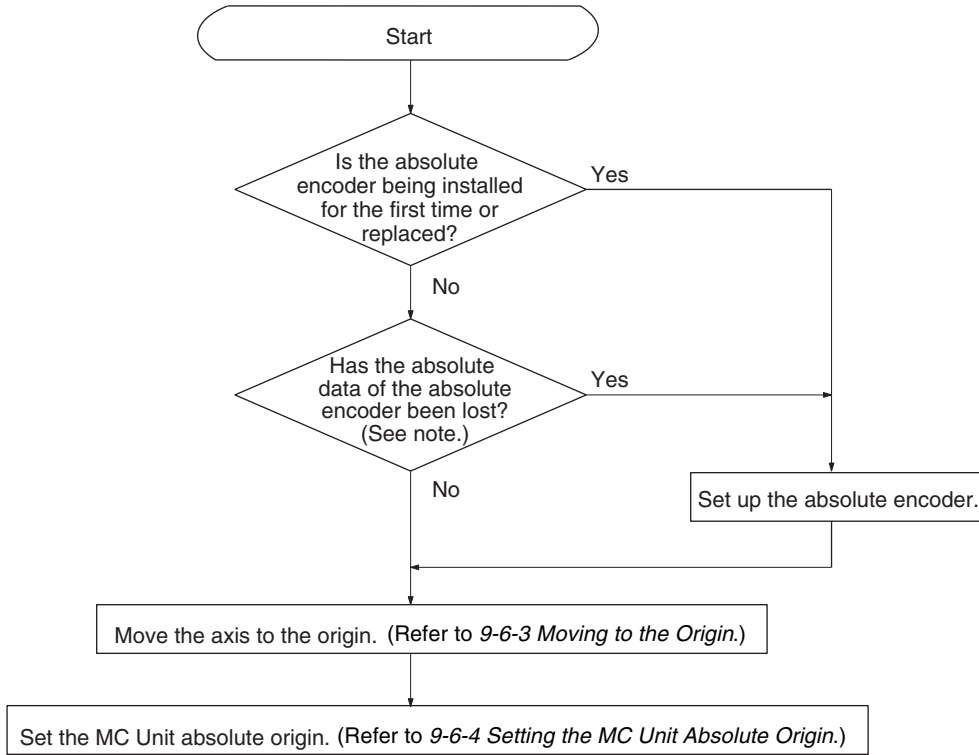 Start
Is the absolute
encoder being installed
for the first time or
replaced?
Yes
No
Has the absolute
data of the absolute
encoder been lost?
(See note.)
Yes
No
Set up the absolute encoder.
Move the axis to the origin. (Refer to 9-6-3 Moving to the Origin.)
Set the MC Unit absolute origin. (Refer to 9-6-4 Setting the MC Unit Absolute Origin.)